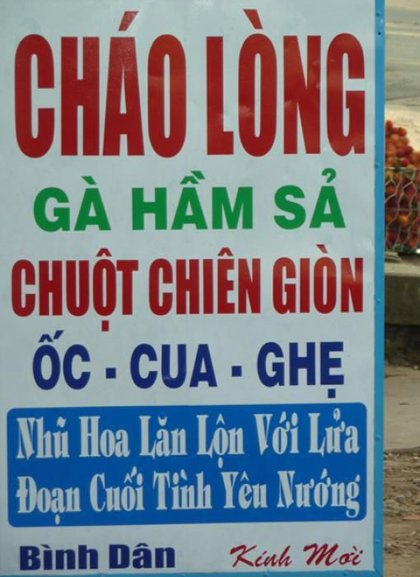 CHÁO LÒNG
GÀ HẦM SẢ
CHUỘT CHIÊN GIÒN
ỐC - CUA - GHẸ
Nhũ Hoa Lăn Lộn Với Lửa
Đoạn Cuối Tình Yêu Nướng
Bình Dân Kính Mời